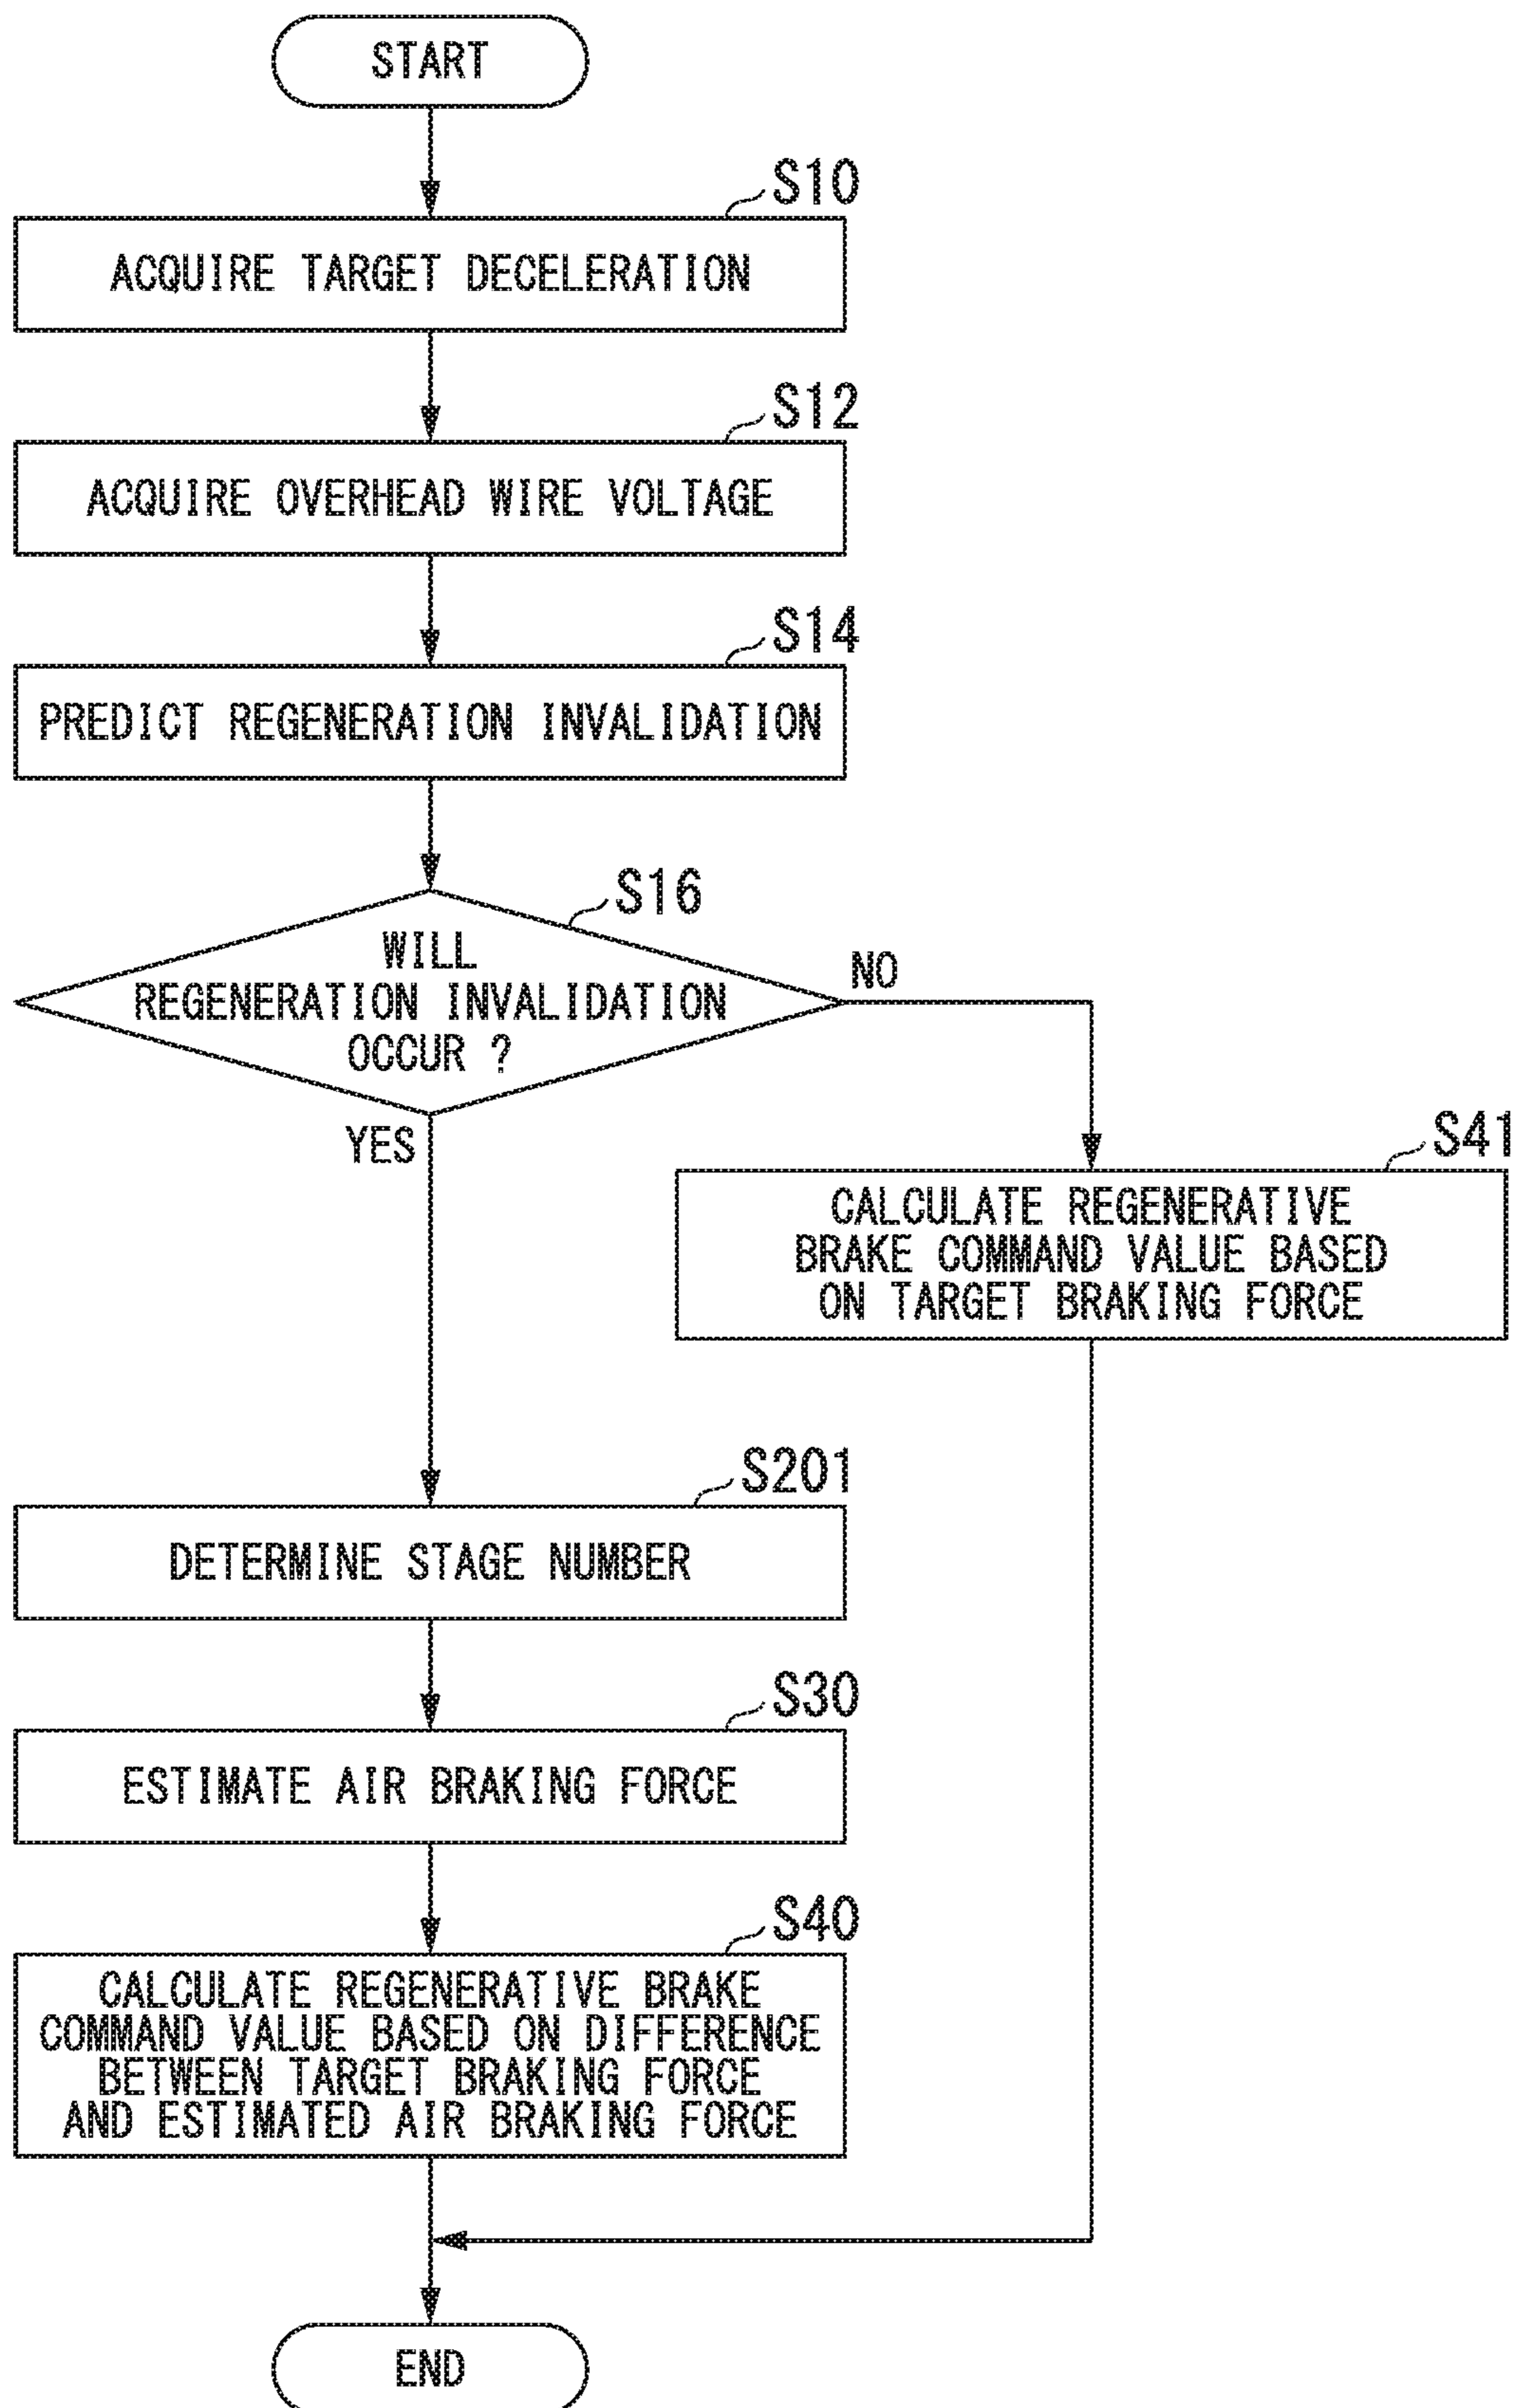 START
S10
ACQUIRE TARGET DECELERATION
S12
ACQUIRE OVERHEAD WIRE VOLTAGE
S14
PREDICT REGENERATION INVALIDATION
S16
WILL
REGENERATION INVALIDATION
OCCUR ?
NO
YES
S41
CALCULATE REGENERATIVE
BRAKE COMMAND VALUE BASED
ON TARGET BRAKING FORCE
S201
DETERMINE STAGE NUMBER
S30
ESTIMATE AIR BRAKING FORCE
S40
CALCULATE REGENERATIVE BRAKE
COMMAND VALUE BASED ON DIFFERENCE
BETWEEN TARGET BRAKING FORCE
AND ESTIMATED AIR BRAKING FORCE
END